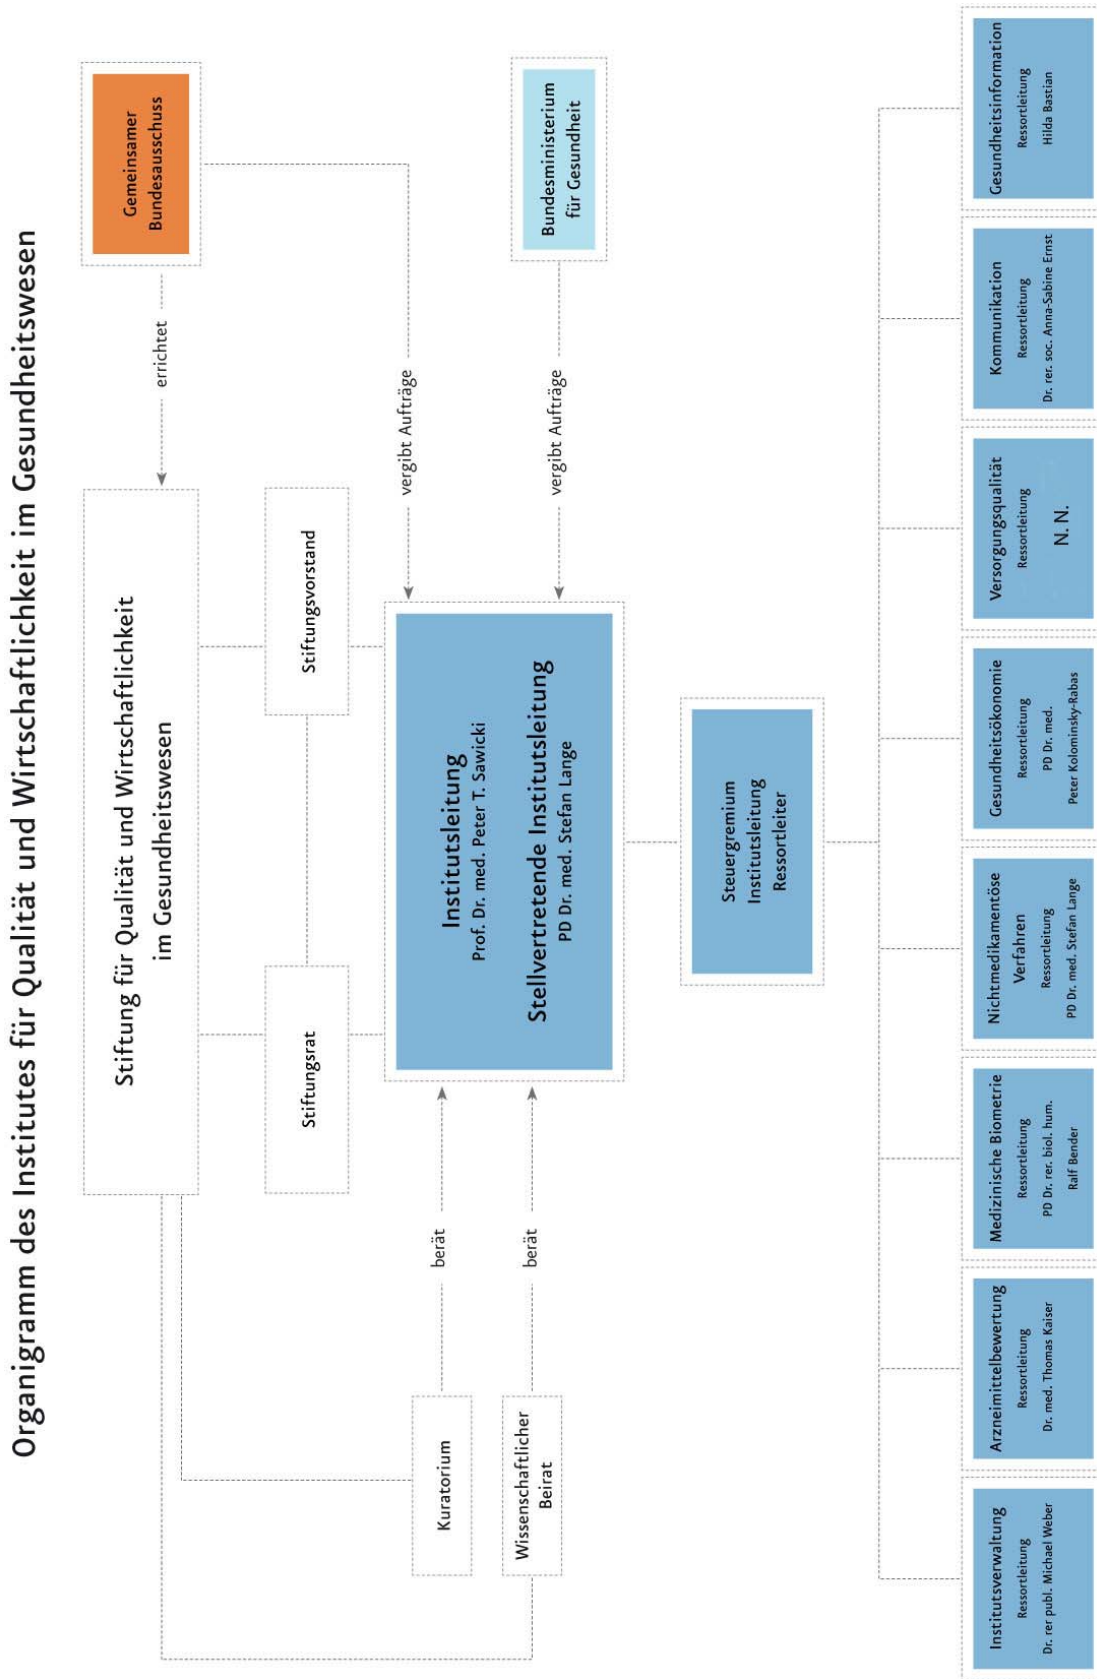 Organigramm des Institutes für Qualität und Wirtschaftlichkeit im Gesundheitswesen
Gemeinsamer
Bundesausschuss
errichtet
Stiftung für Qualität und Wirtschaftlichkeit
im Gesundheitswesen
Stiftungsrat
Stiftungsvorstand
vergibt Aufträge
Bundesministerium
für Gesundheit
vergibt Aufträge
Kuratorium
berät
Wissenschaftlicher
Beirat
berät
Institutsleitung
Prof. Dr. med. Peter T. Sawicki
Stellvertretende Institutsleitung
PD Dr. med. Stefan Lange
Steuergremium
Institutsleitung
Ressortleiter
Institutsverwaltung
Ressortleitung
Dr. rer publ. Michael Weber
Arzneimittelbewertung
Ressortleitung
Dr. med. Thomas Kaiser
Medizinische Biometrie
Ressortleitung
PD Dr. rer. biol. hum.
Ralf Bender
Nichtmedikamentöse
Verfahren
Ressortleitung
PD Dr. med. Stefan Lange
Gesundheitsökonomie
Ressortleitung
PD Dr. med.
Peter Kolominsky-Rabas
Versorgungsqualität
Ressortleitung
N. N.
Kommunikation
Ressortleitung
Dr. rer. soc. Anna-Sabine Ernst
Gesundheitsinformation
Ressortleitung
Hilda Bastian